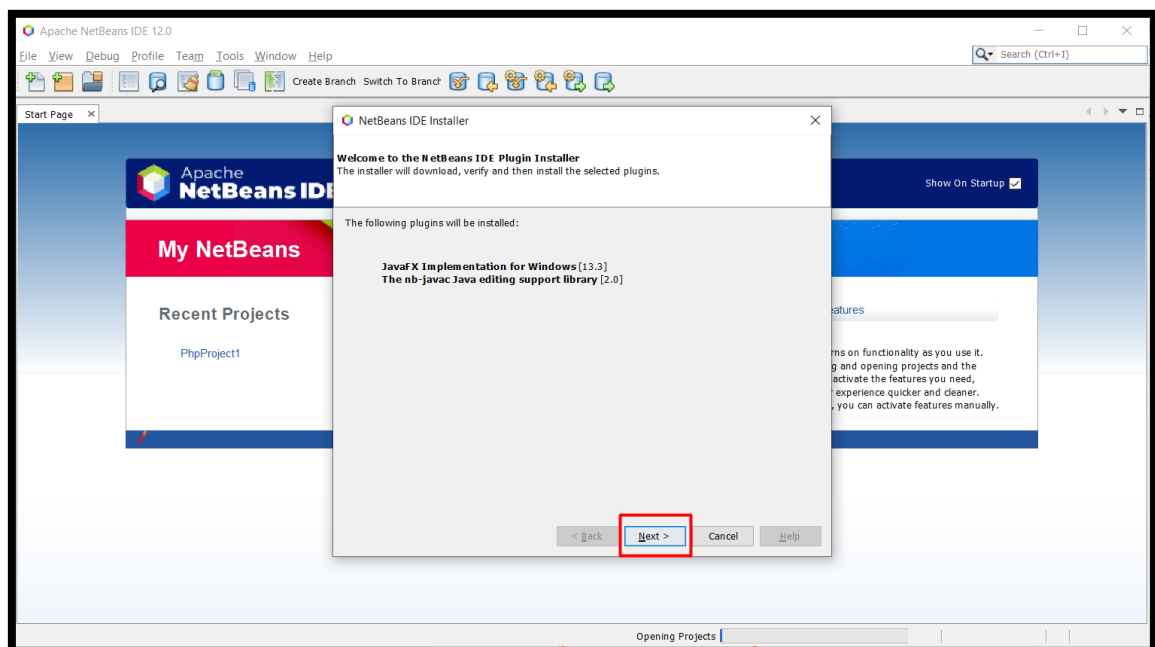 Apache NetBeans IDE 12.0
File View Debug Profile Team Tools Window Help
Search (Ctrl+I)
Create Branch Switch To Branch
Start Page
NetBeans IDE Installer
Welcome to the NetBeans IDE Plugin Installer
The installer will download, verify and then install the selected plugins.
Apache
NetBeans IDE
Show On Startup
The following plugins will be installed:
My NetBeans
JavaFX Implementation for Windows [13.3]
The nb-javac Java editing support library [2.0]
Recent Projects
PhpProject1
eatures
rns on functionality as you use it.
g and opening projects and the
activate the features you need,
experience quicker and cleaner.
, you can activate features manually.
< Back Next > Cancel Help
Opening Projects